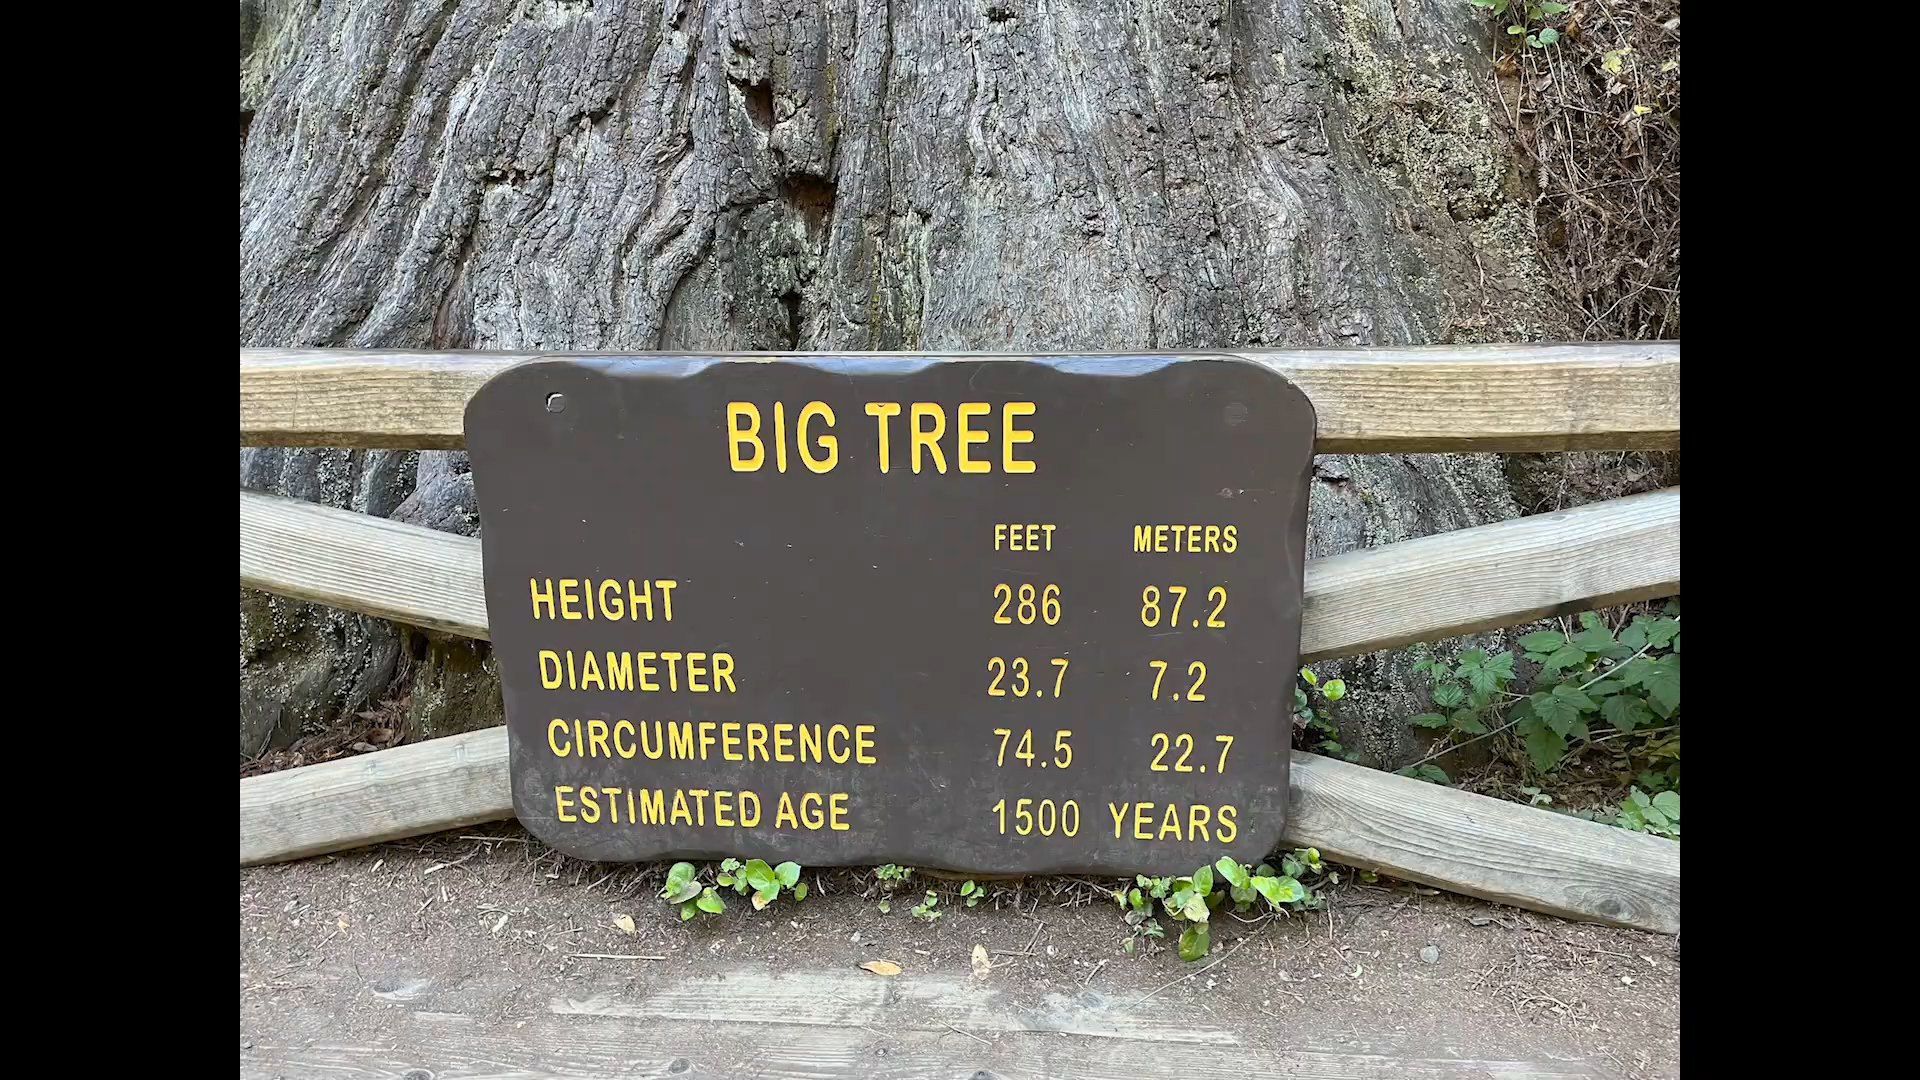 BIG TREE
FEET METERS
HEIGHT 286 87.2
DIAMETER 23.7 7.2
CIRCUMFERENCE 74.5 22.7
ESTIMATED AGE 1500 YEARS